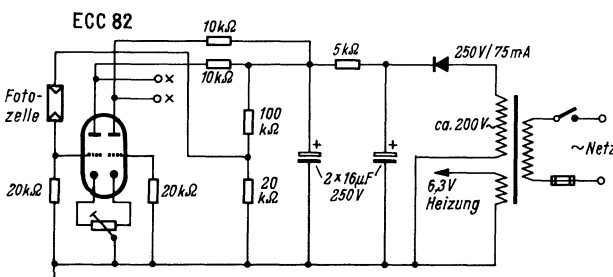 ECC 82
10kΩ
10kΩ
5kΩ
250V/75mA
Foto-
zelle
×
×
100
kΩ
ca. 200V~
~Netz
+
+
2×16µF
250V
6,3V
Heizung
20kΩ
20kΩ
20
kΩ